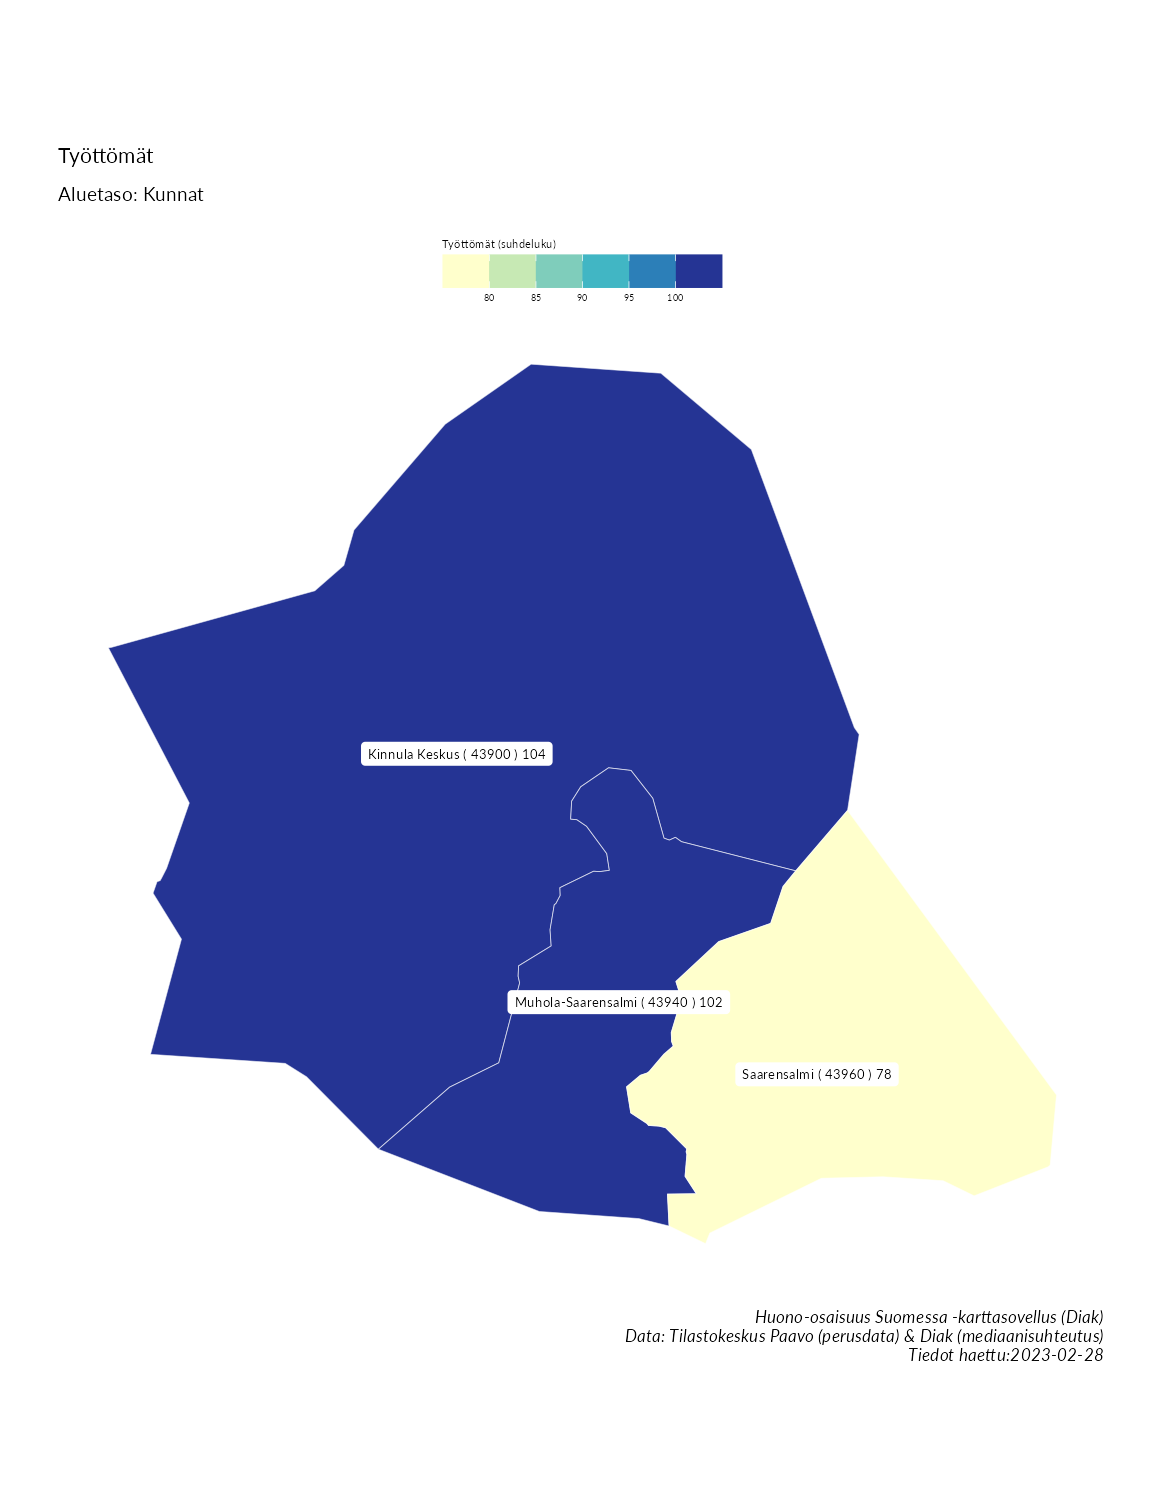 Työttömät
Aluetaso: Kunnat
Työttömät (suhdeluku)
80 85 90 95 100
Kinnula Keskus ( 43900 ) 104
Muhola-Saarensalmi ( 43940 ) 102
Saarensalmi ( 43960 ) 78
Huono-osaisuus Suomessa -karttasovellus (Diak)
Data: Tilastokeskus Paavo (perusdata) & Diak (mediaanisuhteutus)
Tiedot haettu:2023-02-28